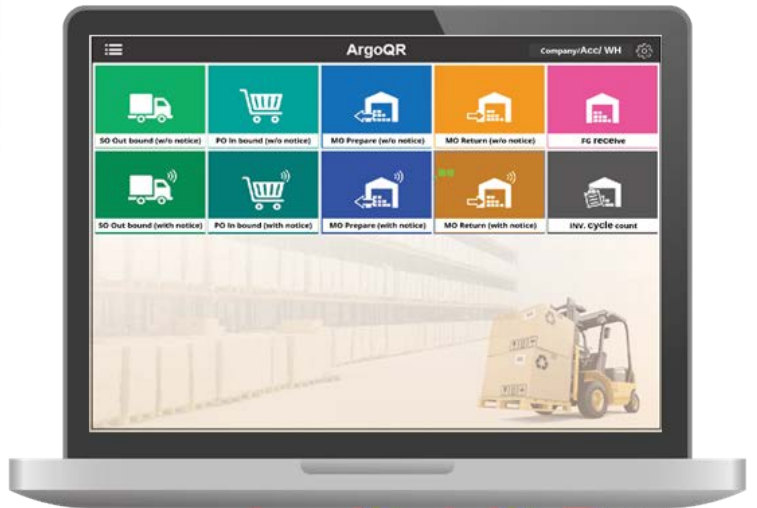 ArgoQR
Company/Acc/ WH
SO Out bound (w/o notice)
PO In bound (w/o notice)
MO Prepare (w/o notice)
MO Return (w/o notice)
FG receive
SO Out bound (with notice)
PO In bound (with notice)
MO Prepare (with notice)
MO Return (with notice)
INV. cycle count